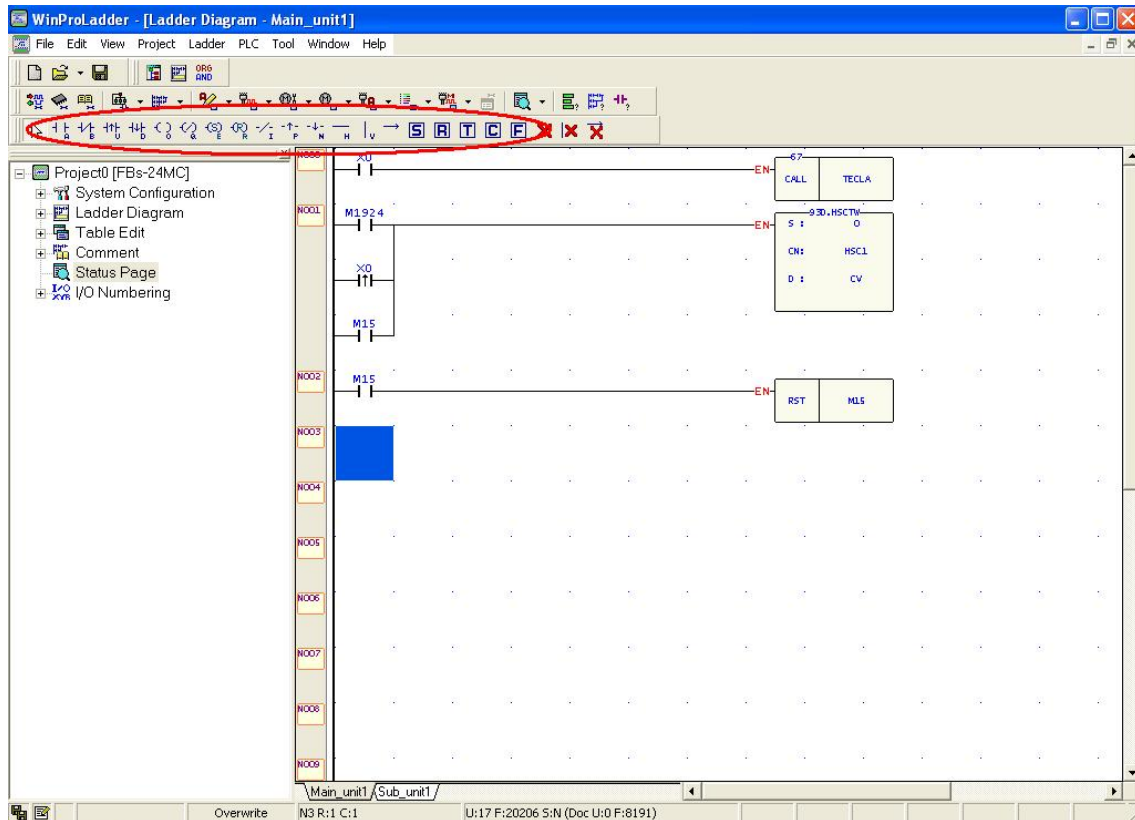 WinProLadder - [Ladder Diagram - Main_unit1]
File Edit View Project Ladder PLC Tool Window Help
ORG
AND
A B U D O Q S R I P N H V S R T C F
Project0 [FBs-24MC]
System Configuration
Ladder Diagram
Table Edit
Comment
Status Page
I/O Numbering
N000
X0
EN
67
CALL TECLA
N001
M1924
EN
93D.HSCTW
S : 0
CN: HSC1
D : CV
X0
M15
N002
M15
EN
RST M15
N003
N004
N005
N006
N007
N008
N009
Main_unit1 Sub_unit1
Overwrite N3 R:1 C:1 U:17 F:20206 S:N (Doc U:0 F:8191)